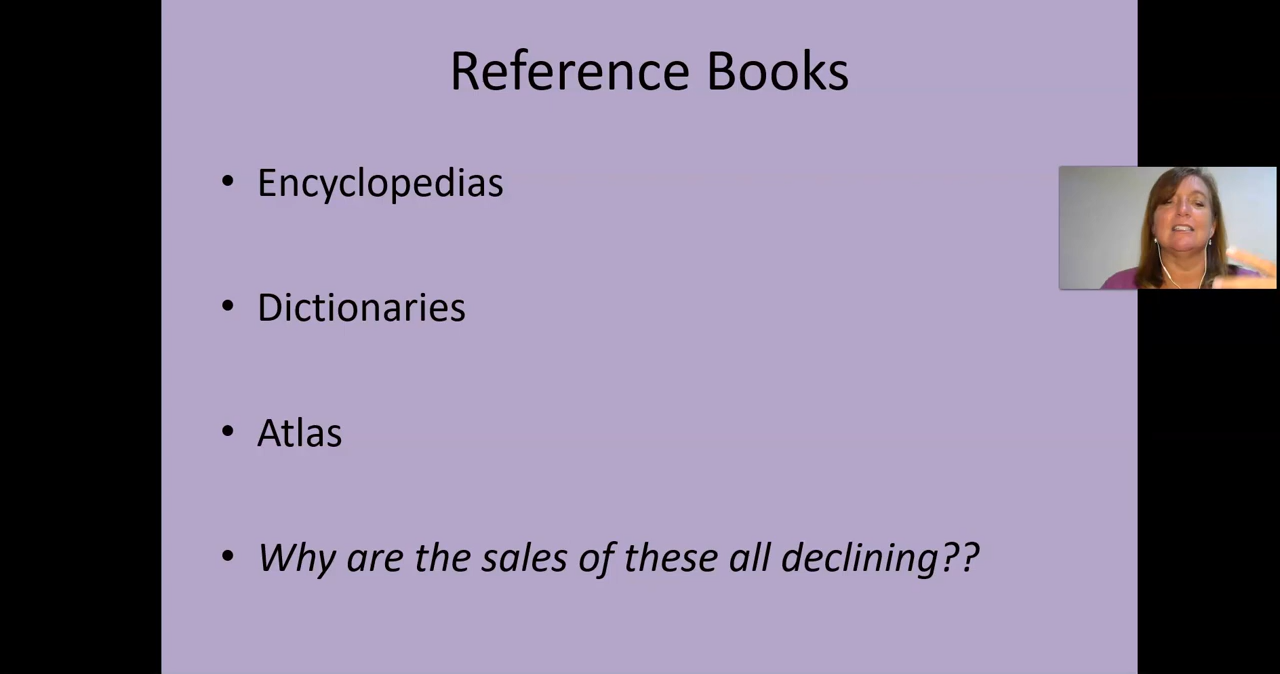 Reference Books
• Encyclopedias
• Dictionaries
• Atlas
• Why are the sales of these all declining??